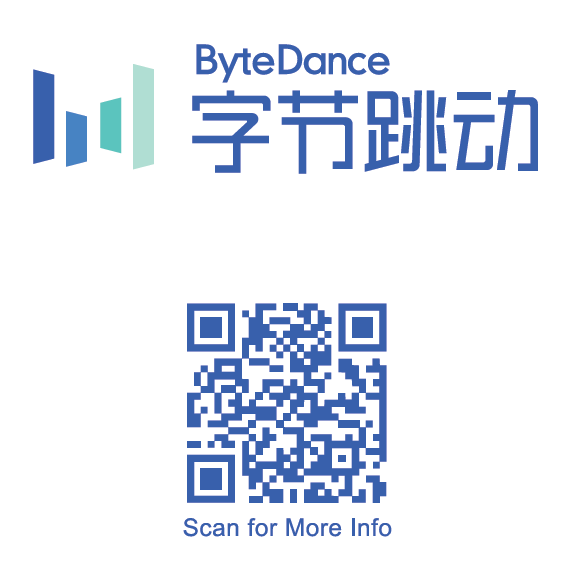 ByteDance
字节跳动
Scan for More Info